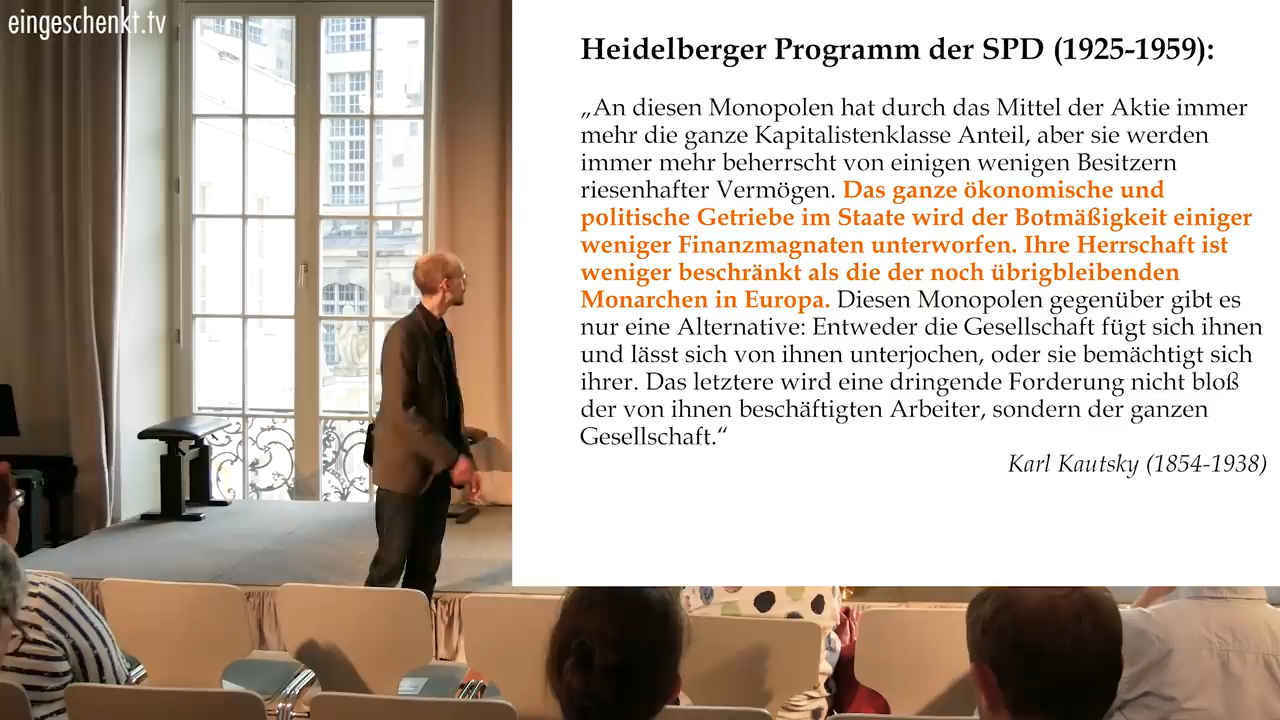 eingeschenkt.tv
Heidelberger Programm der SPD (1925-1959):
„An diesen Monopolen hat durch das Mittel der Aktie immer
mehr die ganze Kapitalistenklasse Anteil, aber sie werden
immer mehr beherrscht von einigen wenigen Besitzern
riesenhafter Vermögen. Das ganze ökonomische und
politische Getriebe im Staate wird der Botmäßigkeit einiger
weniger Finanzmagnaten unterworfen. Ihre Herrschaft ist
weniger beschränkt als die der noch übrigbleibenden
Monarchen in Europa. Diesen Monopolen gegenüber gibt es
nur eine Alternative: Entweder die Gesellschaft fügt sich ihnen
und lässt sich von ihnen unterjochen, oder sie bemächtigt sich
ihrer. Das letztere wird eine dringende Forderung nicht bloß
der von ihnen beschäftigten Arbeiter, sondern der ganzen
Gesellschaft.“
Karl Kautsky (1854-1938)